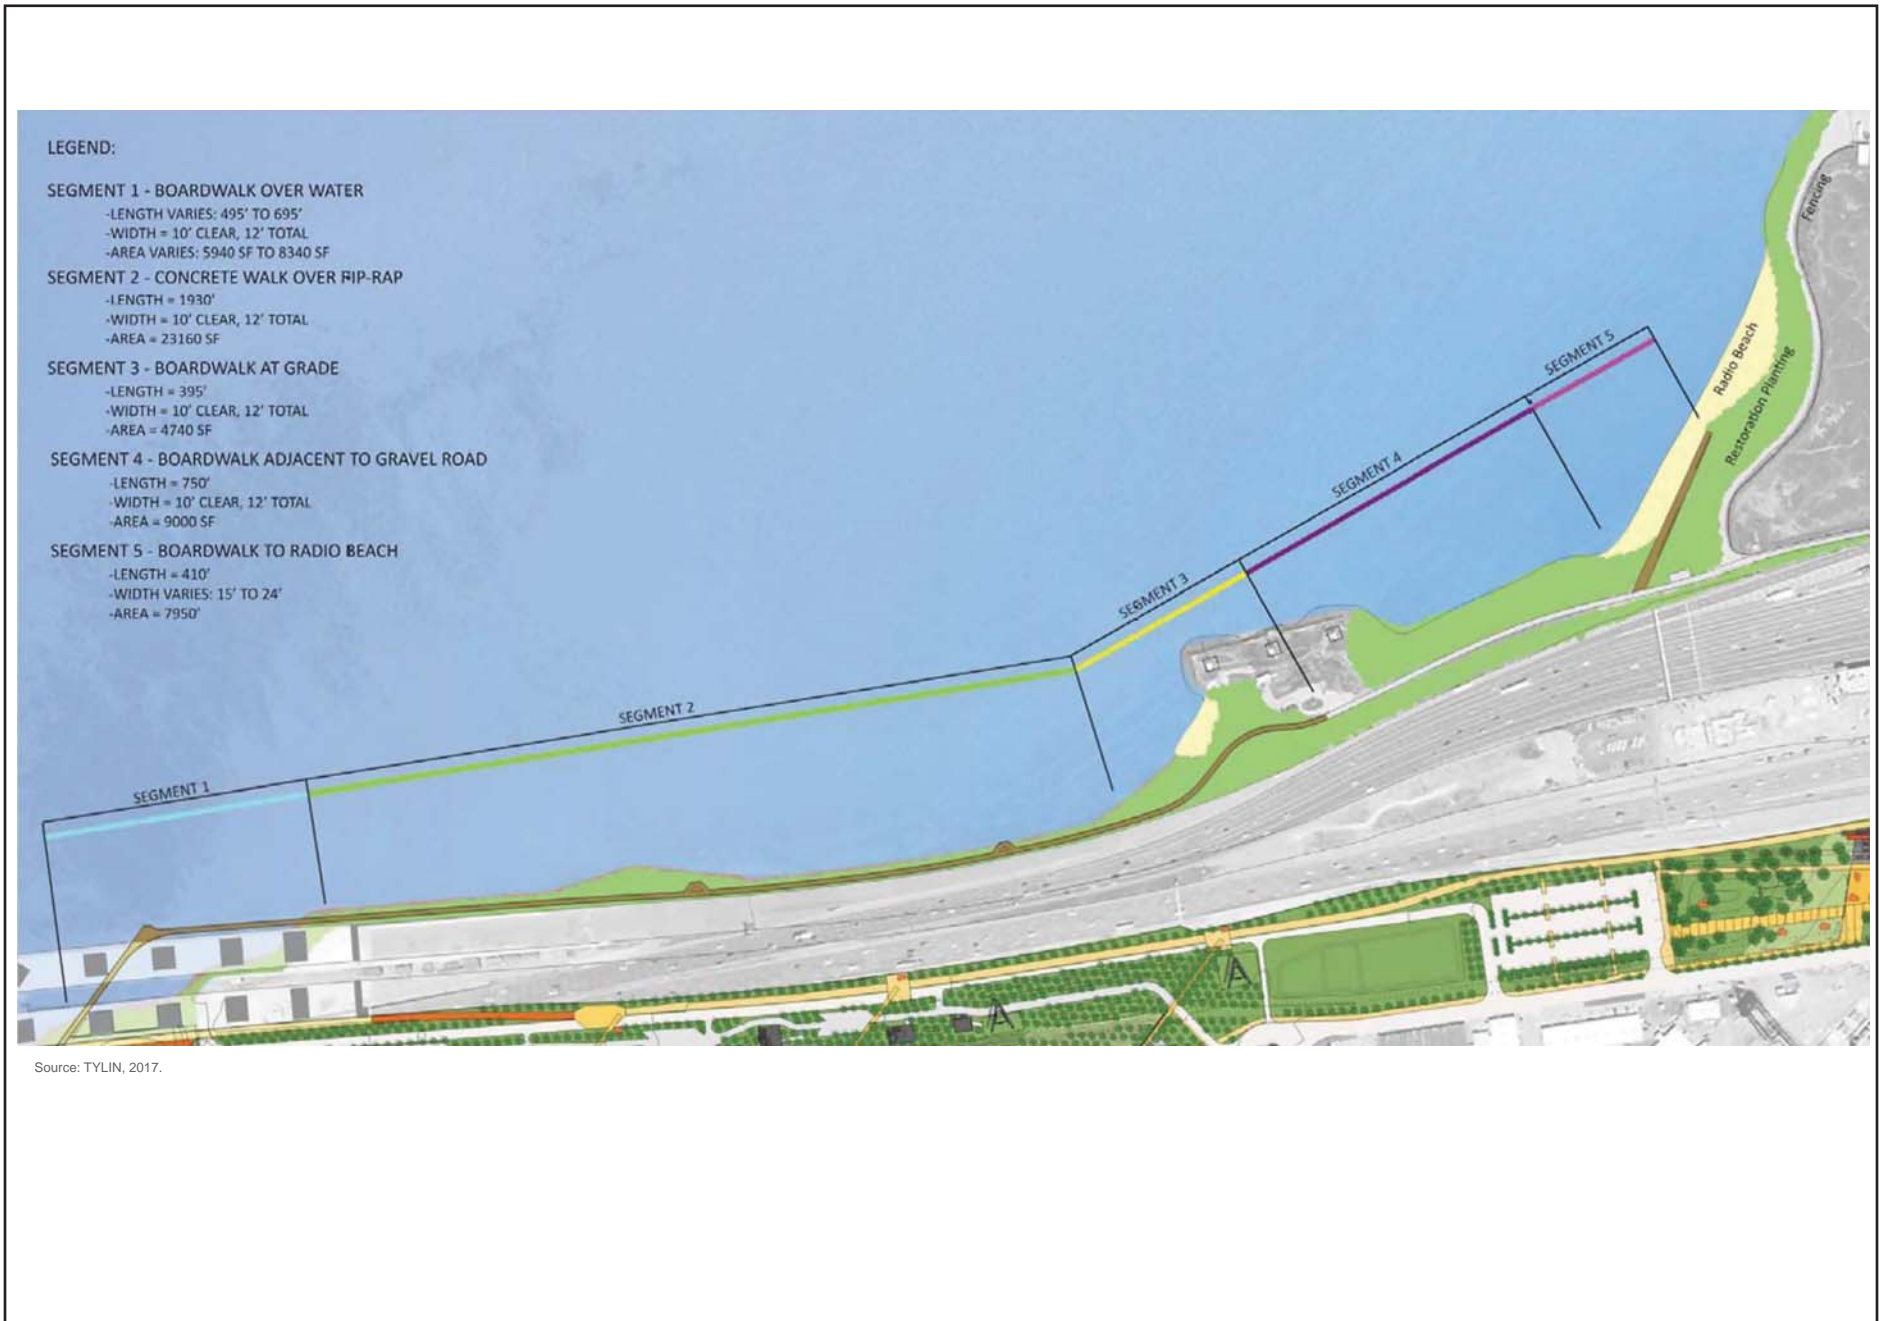 LEGEND:
SEGMENT 1 - BOARDWALK OVER WATER
-LENGTH VARIES: 495' TO 695'
-WIDTH = 10' CLEAR, 12' TOTAL
-AREA VARIES: 5940 SF TO 8340 SF
SEGMENT 2 - CONCRETE WALK OVER RIP-RAP
-LENGTH = 1930'
-WIDTH = 10' CLEAR, 12' TOTAL
-AREA = 23160 SF
SEGMENT 3 - BOARDWALK AT GRADE
-LENGTH = 395'
-WIDTH = 10' CLEAR, 12' TOTAL
-AREA = 4740 SF
SEGMENT 4 - BOARDWALK ADJACENT TO GRAVEL ROAD
-LENGTH = 750'
-WIDTH = 10' CLEAR, 12' TOTAL
-AREA = 9000 SF
SEGMENT 5 - BOARDWALK TO RADIO BEACH
-LENGTH = 410'
-WIDTH VARIES: 15' TO 24'
-AREA = 7950'
SEGMENT 1
SEGMENT 2
SEGMENT 3
SEGMENT 4
SEGMENT 5
Radio Beach
Restoration Planting
Fencing
Source: TYLIN, 2017.